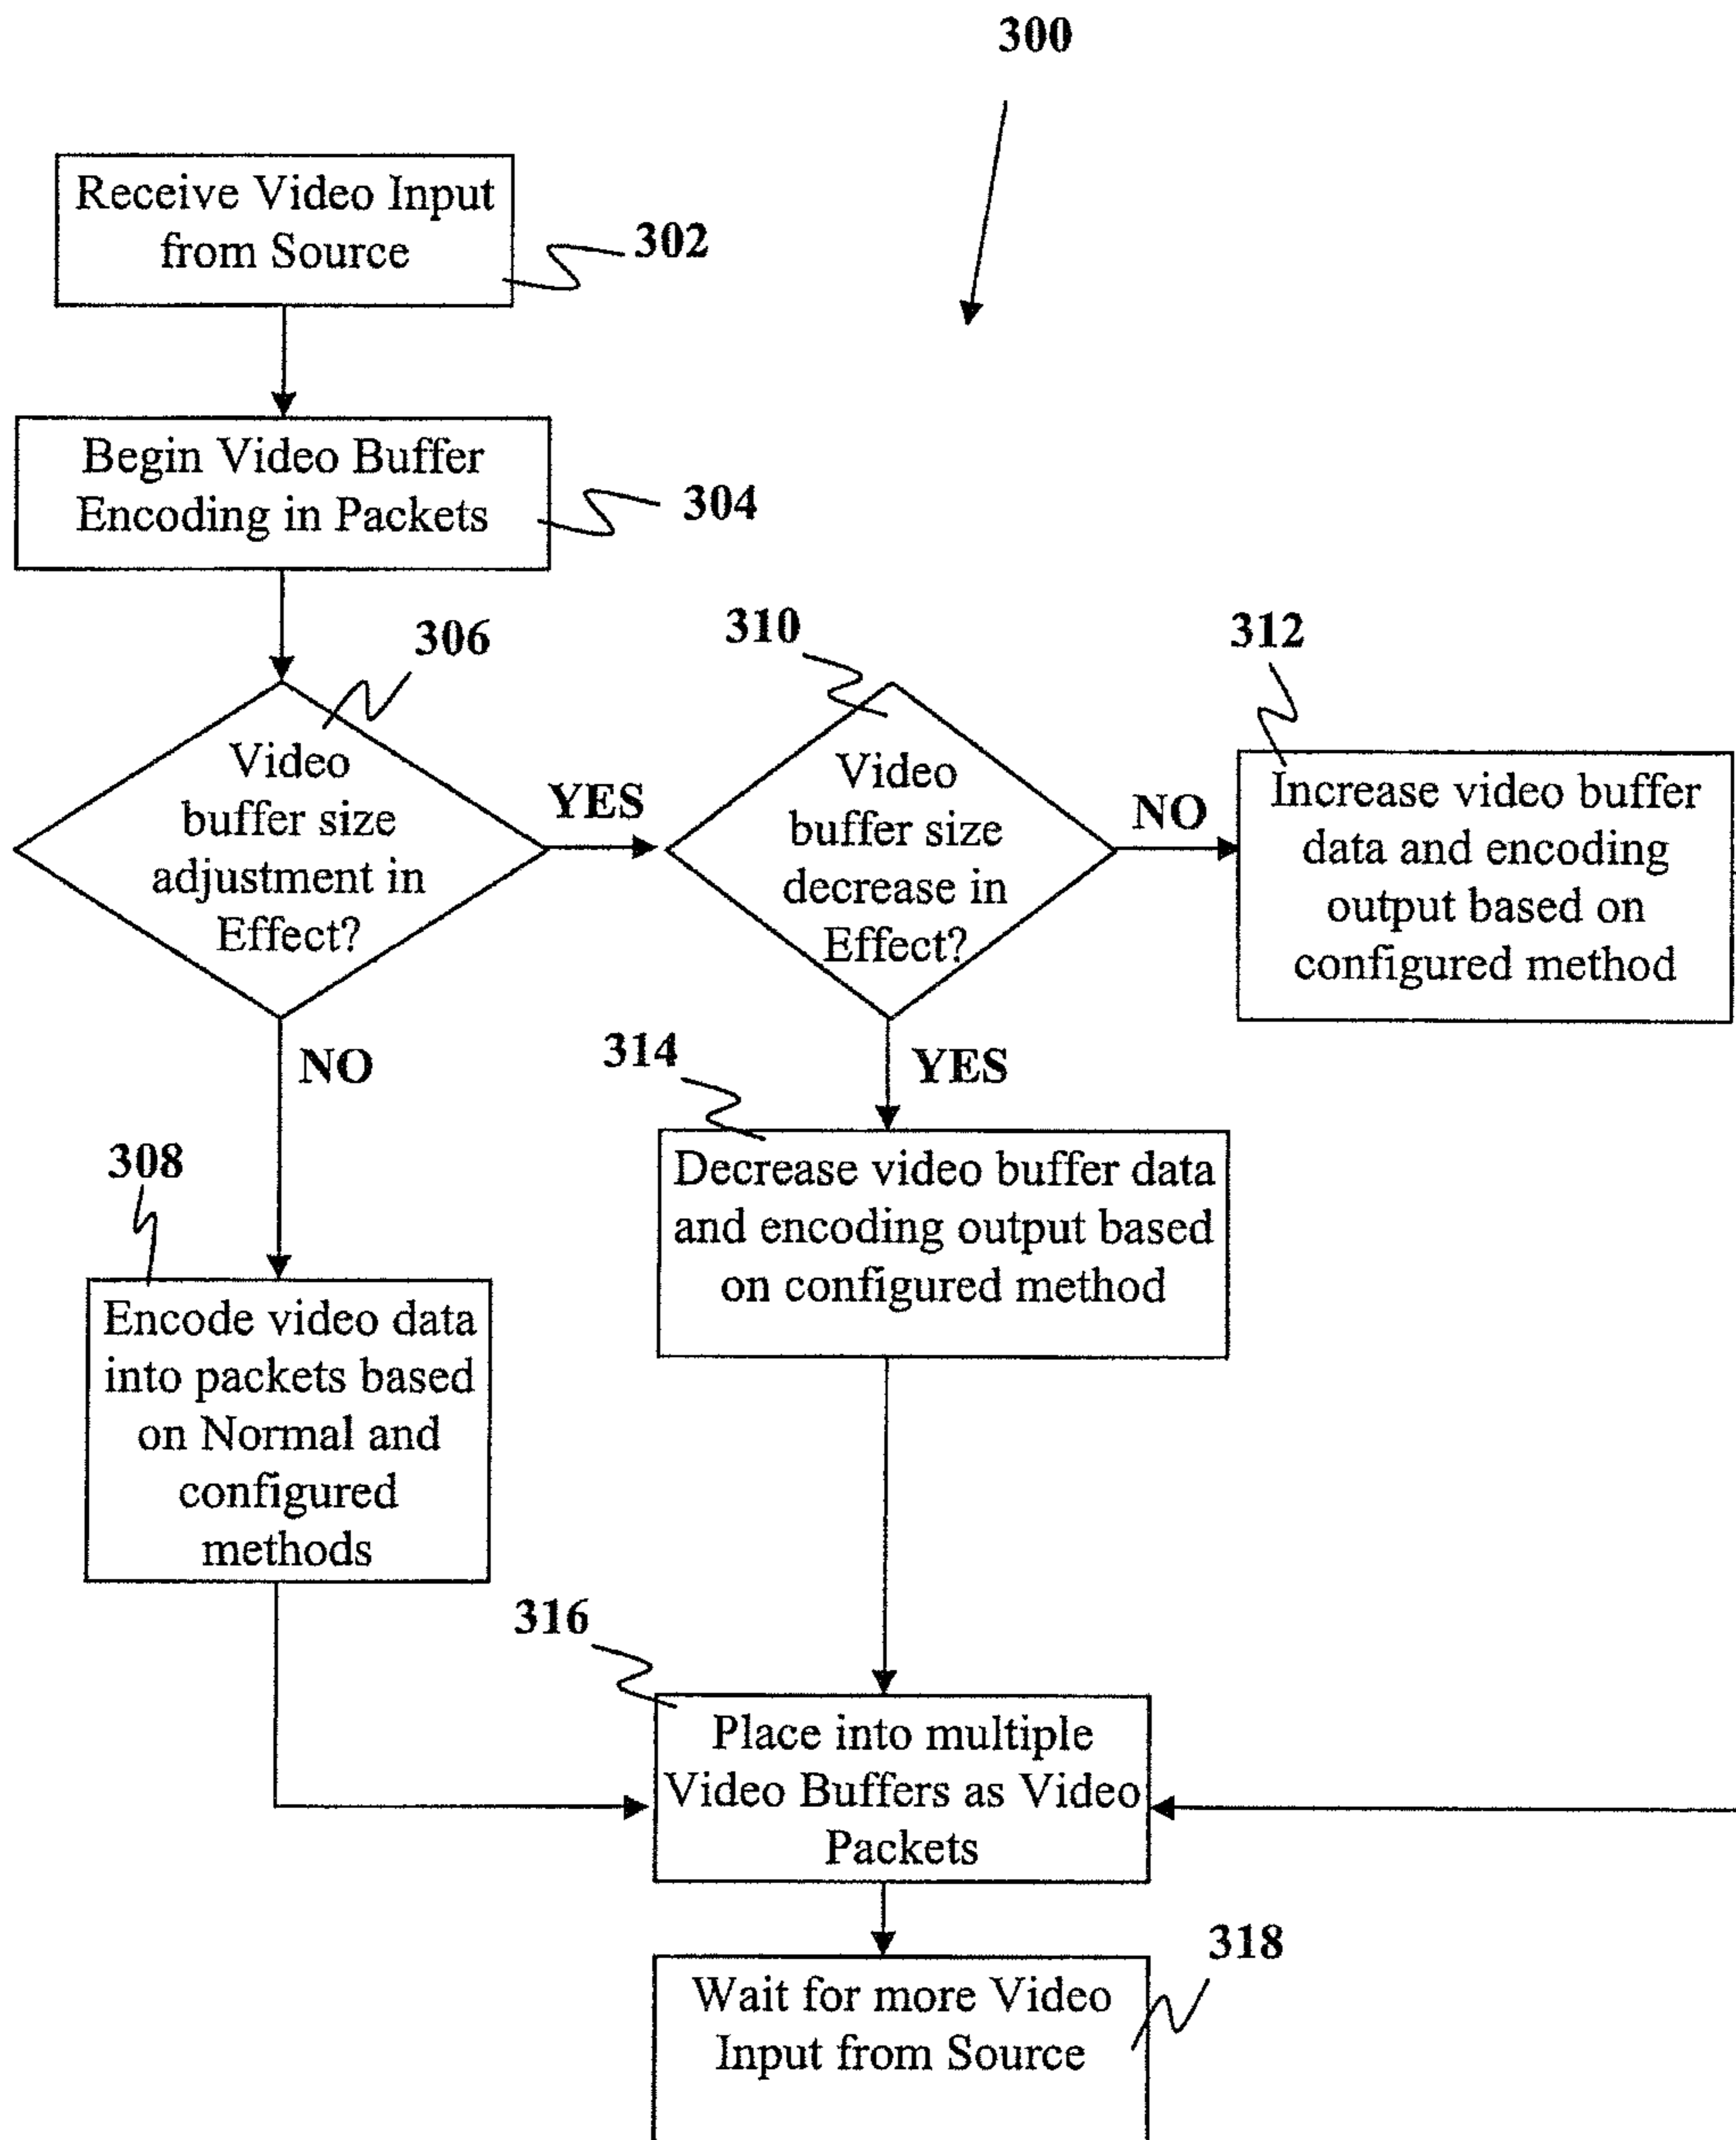 300
Receive Video Input
from Source
302
Begin Video Buffer
Encoding in Packets
304
306
Video
buffer size
adjustment in
Effect?
YES
310
Video
buffer size
decrease in
Effect?
NO
312
Increase video buffer
data and encoding
output based on
configured method
NO
314
YES
Decrease video buffer data
and encoding output based
on configured method
308
Encode video data
into packets based
on Normal and
configured
methods
316
Place into multiple
Video Buffers as Video
Packets
318
Wait for more Video
Input from Source